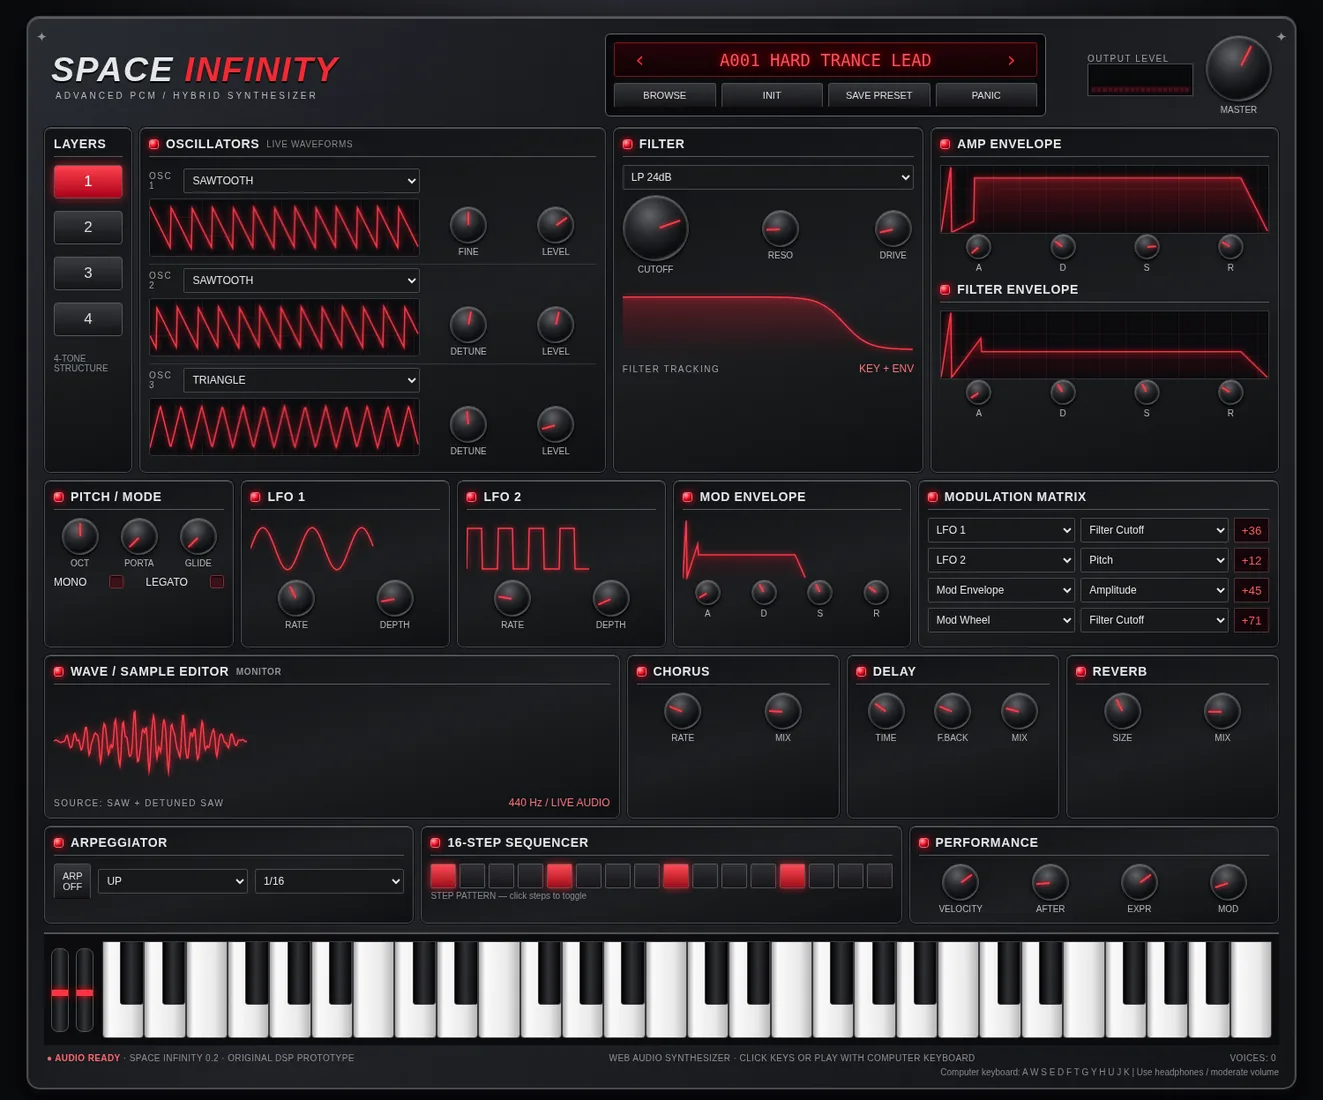 SPACE INFINITY
ADVANCED PCM / HYBRID SYNTHESIZER
‹ A001 HARD TRANCE LEAD ›
BROWSE INIT SAVE PRESET PANIC
OUTPUT LEVEL
MASTER
LAYERS
1
2
3
4
4-TONE
STRUCTURE
OSCILLATORS LIVE WAVEFORMS
OSC
1
SAWTOOTH
FINE LEVEL
OSC
2
SAWTOOTH
DETUNE LEVEL
OSC
3
TRIANGLE
DETUNE LEVEL
FILTER
LP 24dB
CUTOFF RESO DRIVE
FILTER TRACKING KEY + ENV
AMP ENVELOPE
A D S R
FILTER ENVELOPE
A D S R
PITCH / MODE
OCT PORTA GLIDE
MONO LEGATO
LFO 1
RATE DEPTH
LFO 2
RATE DEPTH
MOD ENVELOPE
A D S R
MODULATION MATRIX
LFO 1 Filter Cutoff +36
LFO 2 Pitch +12
Mod Envelope Amplitude +45
Mod Wheel Filter Cutoff +71
WAVE / SAMPLE EDITOR MONITOR
SOURCE: SAW + DETUNED SAW 440 Hz / LIVE AUDIO
CHORUS
RATE MIX
DELAY
TIME F.BACK MIX
REVERB
SIZE MIX
ARPEGGIATOR
ARP
OFF
UP 1/16
16-STEP SEQUENCER
STEP PATTERN — click steps to toggle
PERFORMANCE
VELOCITY AFTER EXPR MOD
● AUDIO READY · SPACE INFINITY 0.2 · ORIGINAL DSP PROTOTYPE WEB AUDIO SYNTHESIZER · CLICK KEYS OR PLAY WITH COMPUTER KEYBOARD VOICES: 0
Computer keyboard: A W S E D F T G Y H U J K | Use headphones / moderate volume